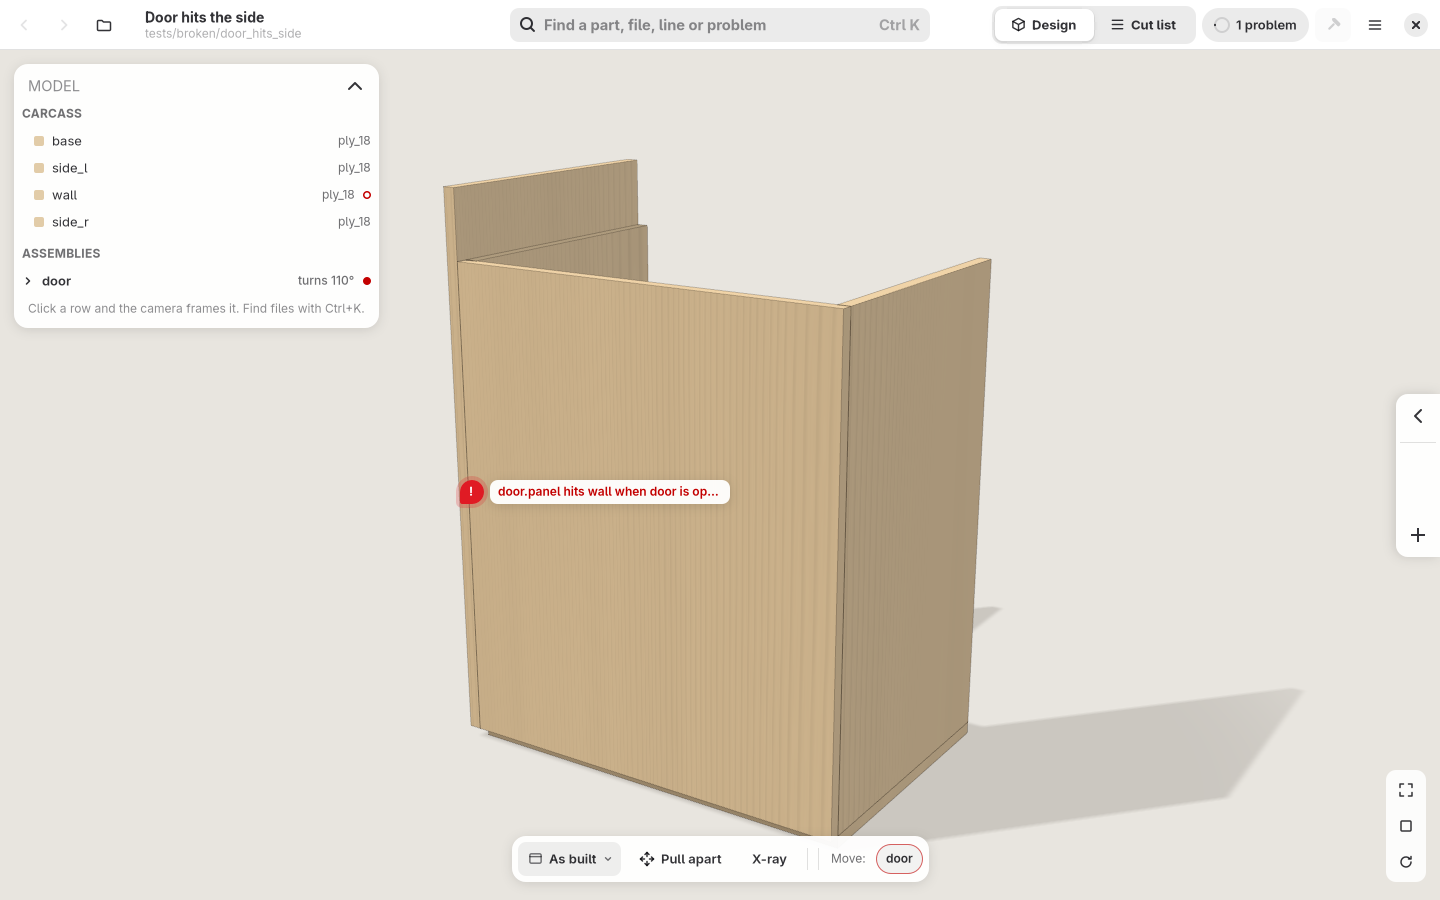 Door hits the side
tests/broken/door_hits_side
Find a part, file, line or problem
Ctrl K
Design
Cut list
1 problem
MODEL
CARCASS
base
ply_18
side_l
ply_18
wall
ply_18
side_r
ply_18
ASSEMBLIES
door
turns 110°
Click a row and the camera frames it. Find files with Ctrl+K.
!
door.panel hits wall when door is op...
As built
Pull apart
X-ray
Move:
door